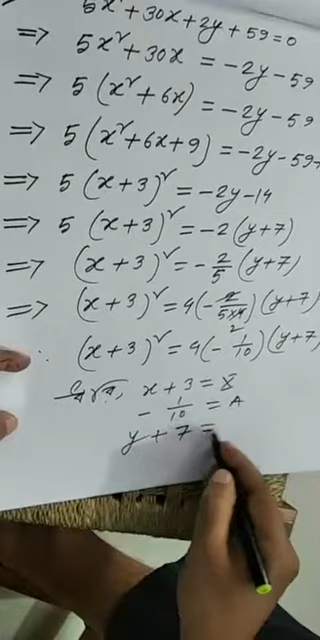 5x² + 30x + 2y + 59 = 0
=> 5x² + 30x = -2y - 59
=> 5(x² + 6x) = -2y - 59
=> 5(x² + 6x + 9) = -2y - 59+
=> 5(x + 3)² = -2y - 14
=> 5(x + 3)² = -2(y + 7)
=> (x + 3)² = -2/5 (y + 7)
=> (x + 3)² = 4(-2/5×4)(y + 7)
∴ (x + 3)² = 4(-1/10)(y + 7)
x + 3 = X
-1/10 = A
y + 7 =